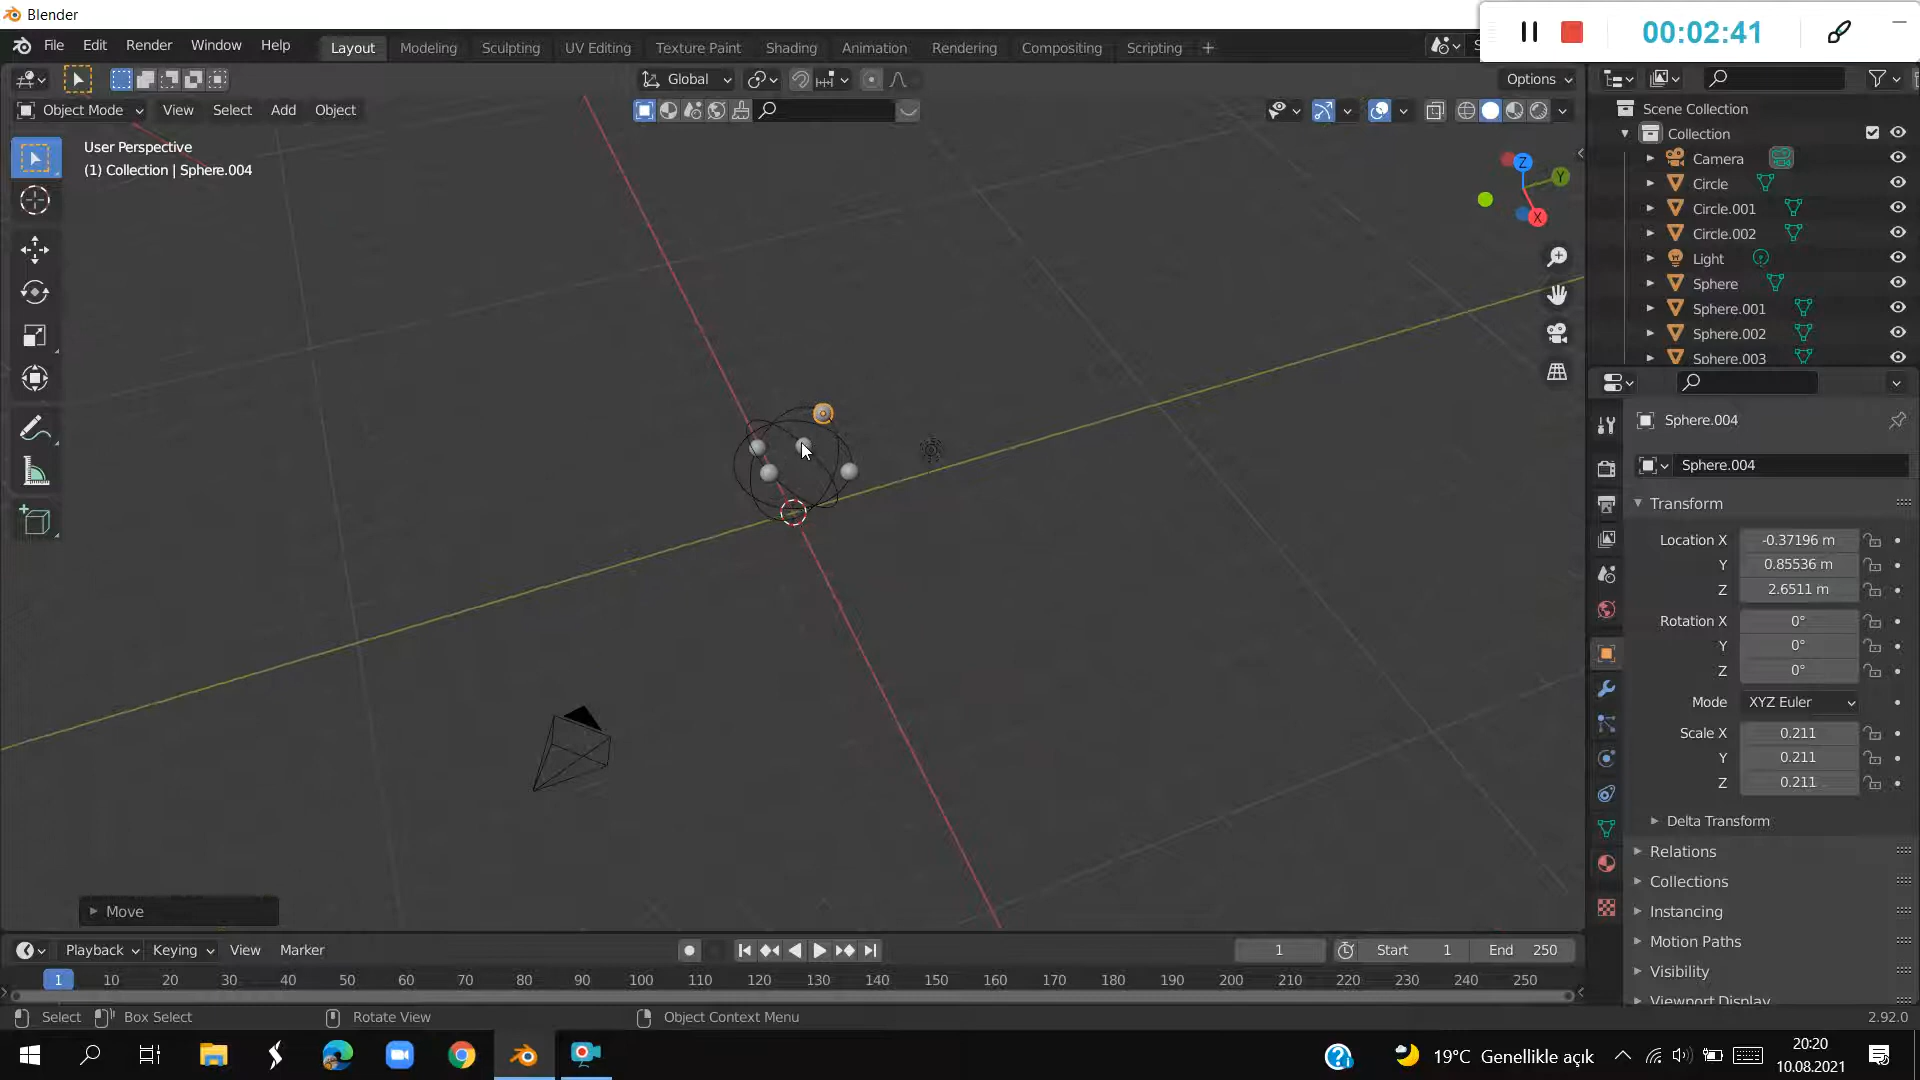 Blender
00:02:41
File Edit Render Window Help
Layout Modeling Sculpting UV Editing Texture Paint Shading Animation Rendering Compositing Scripting +
Global
Options
Object Mode View Select Add Object
User Perspective
(1) Collection | Sphere.004
Z
Y
X
Scene Collection
Collection
Camera
Circle
Circle.001
Circle.002
Light
Sphere
Sphere.001
Sphere.002
Sphere.003
Sphere.004
Sphere.004
Transform
Location X -0.37196 m
Y 0.85536 m
Z 2.6511 m
Rotation X 0°
Y 0°
Z 0°
Mode XYZ Euler
Scale X 0.211
Y 0.211
Z 0.211
Delta Transform
Relations
Collections
Instancing
Motion Paths
Visibility
Viewport Display
Move
Playback Keying View Marker
1 Start 1 End 250
1 10 20 30 40 50 60 70 80 90 100 110 120 130 140 150 160 170 180 190 200 210 220 230 240 250
Select Box Select Rotate View Object Context Menu 2.92.0
19°C Genellikle açık
20:20
10.08.2021